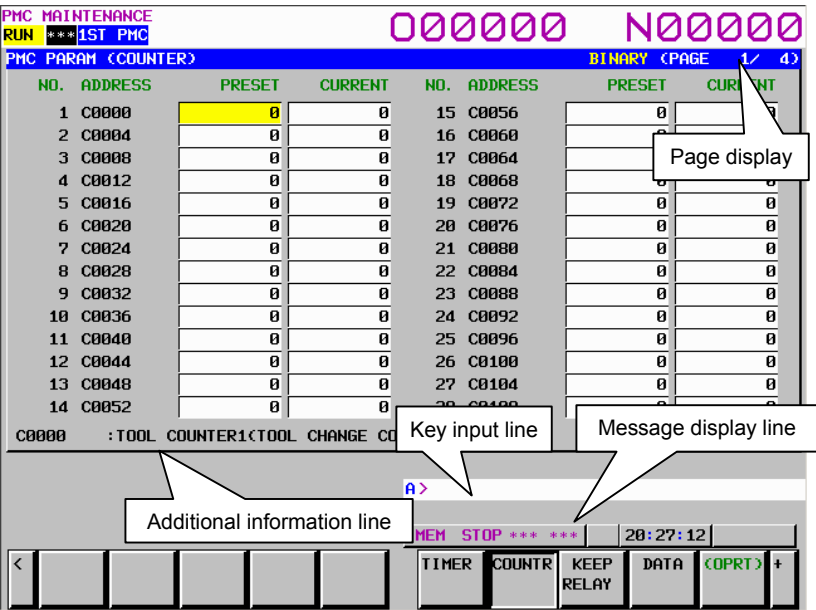 PMC MAINTENANCE O00000 N00000
RUN *** 1ST PMC
PMC PARAM (COUNTER) BINARY (PAGE 1/ 4)
NO. ADDRESS PRESET CURRENT NO. ADDRESS PRESET
1 C0000 0 0 15 C0056 0
2 C0004 0 0 16 C0060
3 C0008 0 0 17 C0064
4 C0012 0 0 18 C0068
5 C0016 0 0 19 C0072 0 0
6 C0020 0 0 20 C0076 0 0
7 C0024 0 0 21 C0080 0 0
8 C0028 0 0 22 C0084 0 0
9 C0032 0 0 23 C0088 0 0
10 C0036 0 0 24 C0092 0 0
11 C0040 0 0 25 C0096 0 0
12 C0044 0 0 26 C0100 0 0
13 C0048 0 0 27 C0104 0 0
14 C0052 0 0
Page display
C0000 :TOOL COUNTER1(TOOL CHANGE CO
Key input line
Message display line
A>
Additional information line
MEM STOP *** *** 20:27:12
< TIMER COUNTR KEEP RELAY DATA (OPRT) +